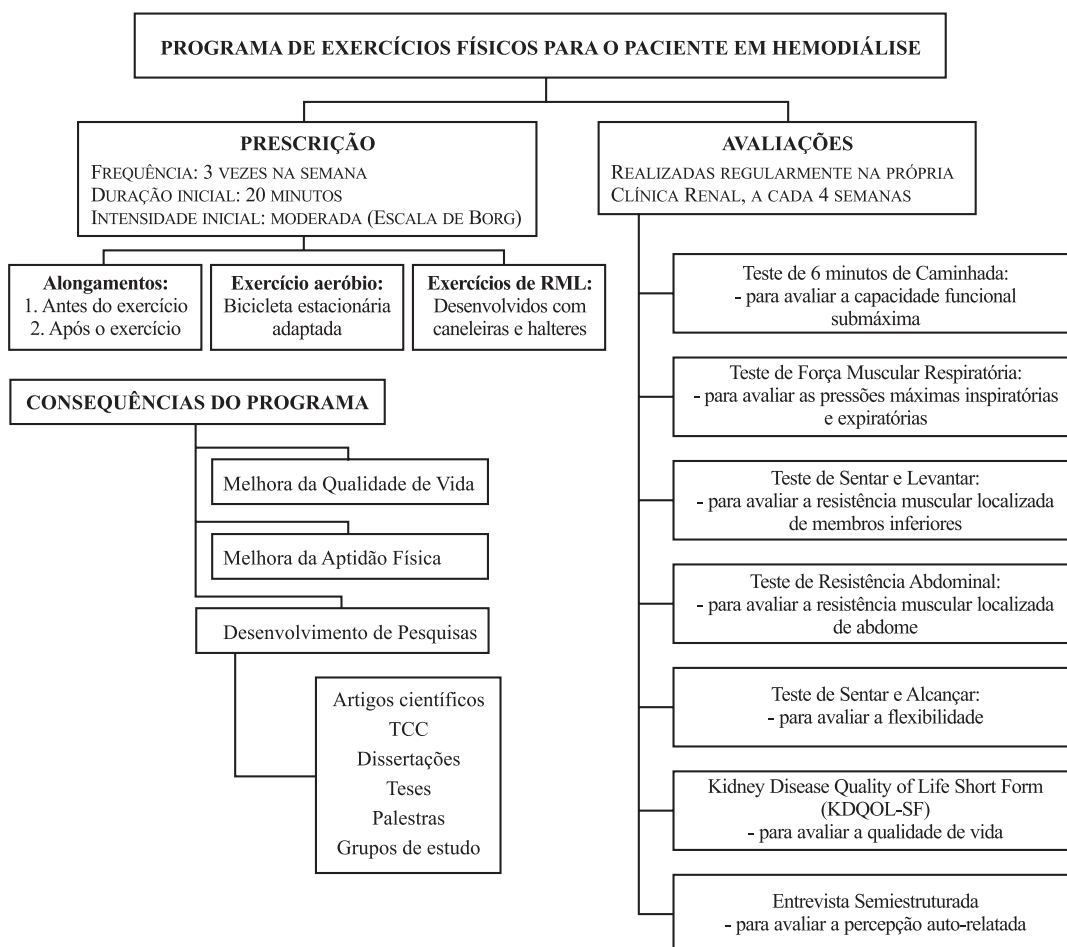 PROGRAMA DE EXERCÍCIOS FÍSICOS PARA O PACIENTE EM HEMODIÁLISE
PRESCRIÇÃO
FREQUÊNCIA: 3 VEZES NA SEMANA
DURAÇÃO INICIAL: 20 MINUTOS
INTENSIDADE INICIAL: MODERADA (ESCALA DE BORG)
Alongamentos:
1. Antes do exercício
2. Após o exercício
Exercício aeróbio:
Bicicleta estacionária
adaptada
Exercícios de RML:
Desenvolvidos com
caneleiras e halteres
CONSEQUÊNCIAS DO PROGRAMA
Melhora da Qualidade de Vida
Melhora da Aptidão Física
Desenvolvimento de Pesquisas
Artigos científicos
TCC
Dissertações
Teses
Palestras
Grupos de estudo
AVALIAÇÕES
REALIZADAS REGULARMENTE NA PRÓPRIA
CLÍNICA RENAL, A CADA 4 SEMANAS
Teste de 6 minutos de Caminhada:
- para avaliar a capacidade funcional
submáxima
Teste de Força Muscular Respiratória:
- para avaliar as pressões máximas inspiratórias
e expiratórias
Teste de Sentar e Levantar:
- para avaliar a resistência muscular localizada
de membros inferiores
Teste de Resistência Abdominal:
- para avaliar a resistência muscular localizada
de abdome
Teste de Sentar e Alcançar:
- para avaliar a flexibilidade
Kidney Disease Quality of Life Short Form
(KDQOL-SF)
- para avaliar a qualidade de vida
Entrevista Semiestruturada
- para avaliar a percepção auto-relatada